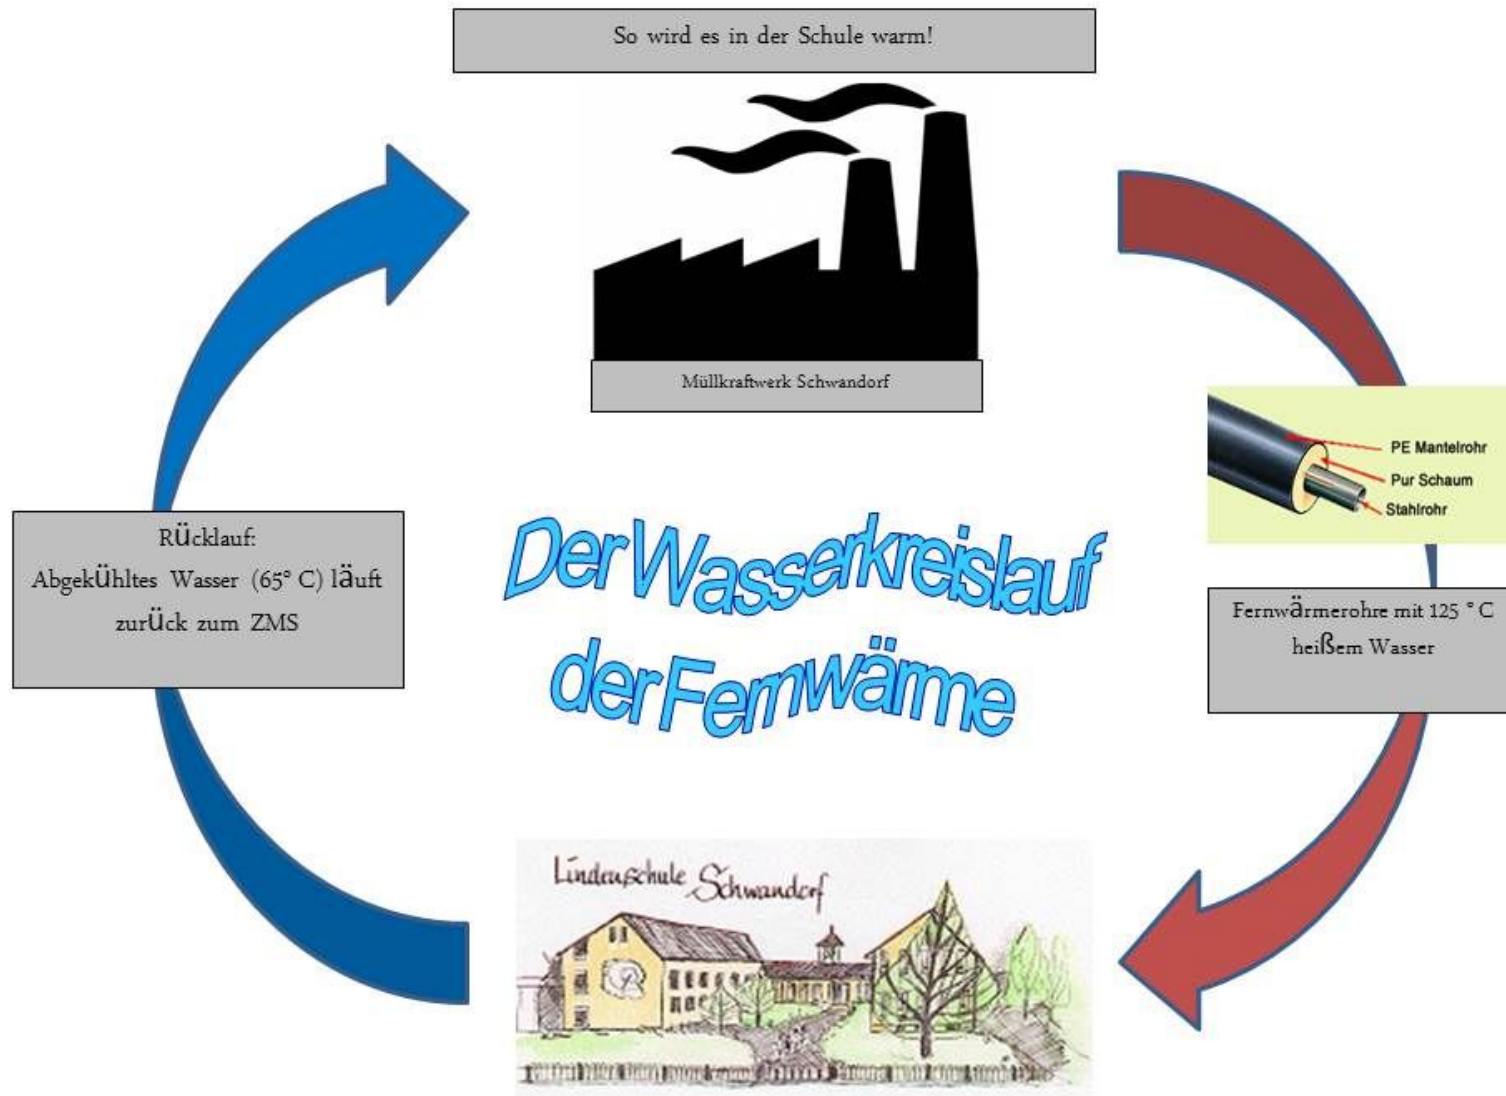 So wird es in der Schule warm!
Müllkraftwerk Schwandorf
PE Mantelrohr
Pur Schaum
Stahlrohr
Fernwärmerohre mit 125 °C
heißem Wasser
Rücklauf:
Abgekühltes Wasser (65° C) läuft
zurück zum ZMS
Der Wasserkreislauf
der Fernwärme
Lindenschule Schwandorf